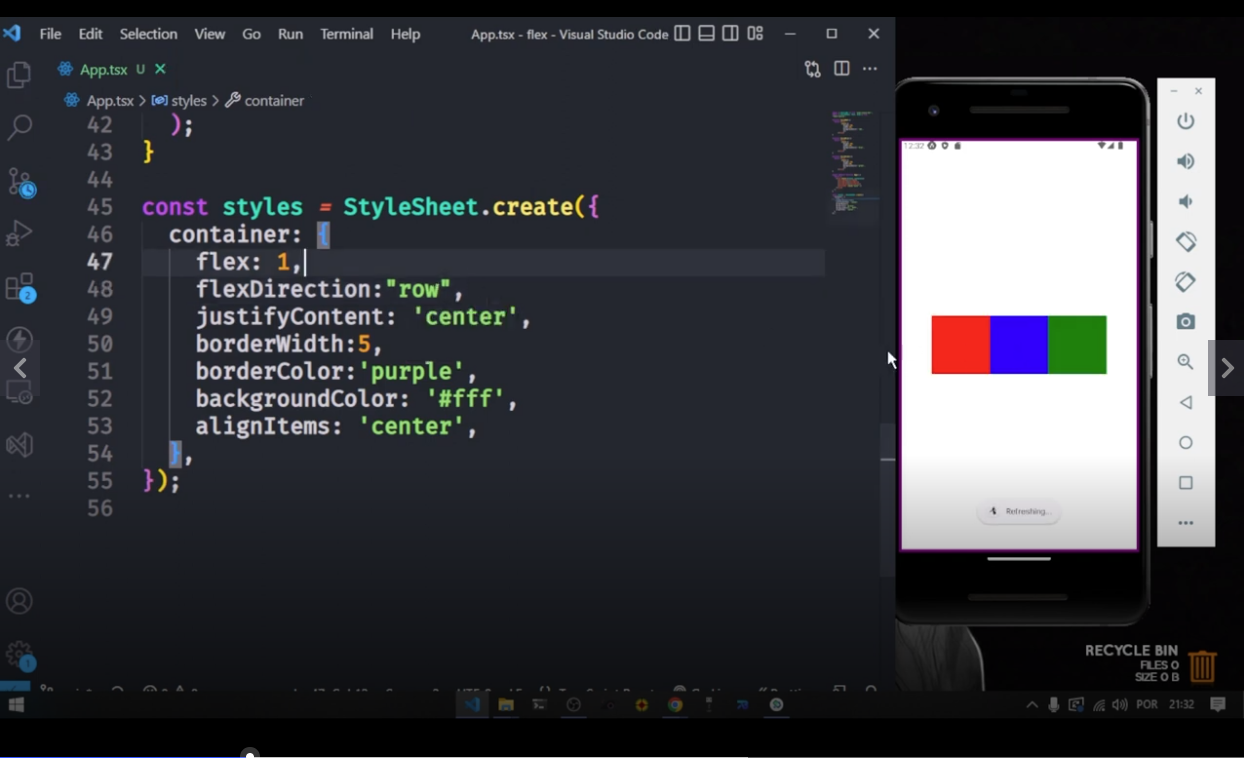 File Edit Selection View Go Run Terminal Help
App.tsx - flex - Visual Studio Code
App.tsx U
App.tsx > styles > container
42 );
43 }
44
45 const styles = StyleSheet.create({
46 container: {
47 flex: 1,
48 flexDirection:"row",
49 justifyContent: 'center',
50 borderWidth:5,
51 borderColor:'purple',
52 backgroundColor: '#fff',
53 alignItems: 'center',
54 },
55 });
56
2
1
Refreshing...
RECYCLE BIN
FILES 0
SIZE 0 B
POR 21:32